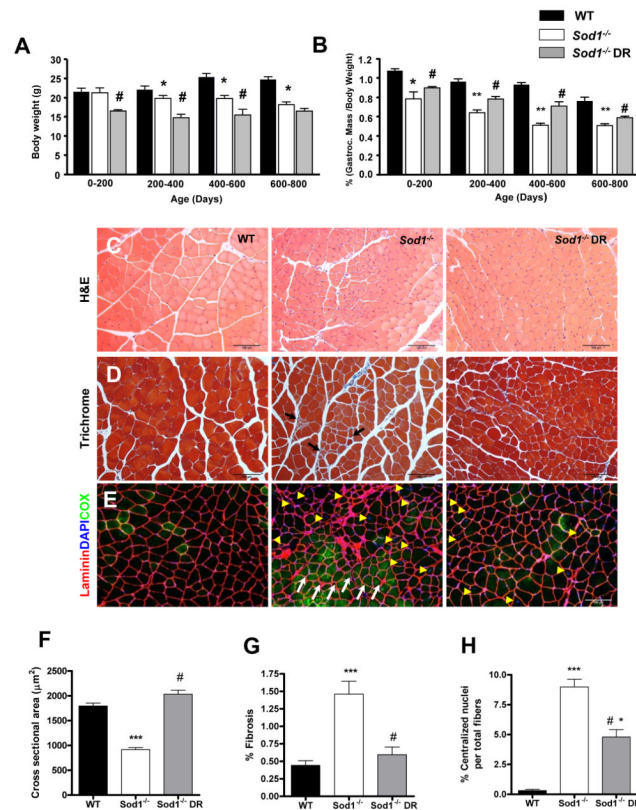 WT
Sod1-/-
Sod1-/- DR
A
Body weight (g)
30
25
20
15
10
5
0
* * *
# # #
0-200 200-400 400-600 600-800
Age (Days)
B
% (Gastroc. Mass /Body Weight)
1.2
1.0
0.8
0.6
0.4
0.2
0.0
* ** ** **
# # # #
0-200 200-400 400-600 600-800
Age (Days)
C WT Sod1-/- Sod1-/- DR
H&E
D
Trichrome
E
LamininDAPICOX
F
Cross sectional area (µm²)
2500
2000
1500
1000
500
0
***
#
WT Sod1-/- Sod1-/- DR
G
% Fibrosis
1.75
1.50
1.25
1.00
0.75
0.50
0.25
0.00
***
#
WT Sod1-/- Sod1-/- DR
H
% Centralized nuclei
per total fibers
10.0
7.5
5.0
2.5
0.0
***
# *
WT Sod1-/- Sod1-/- DR